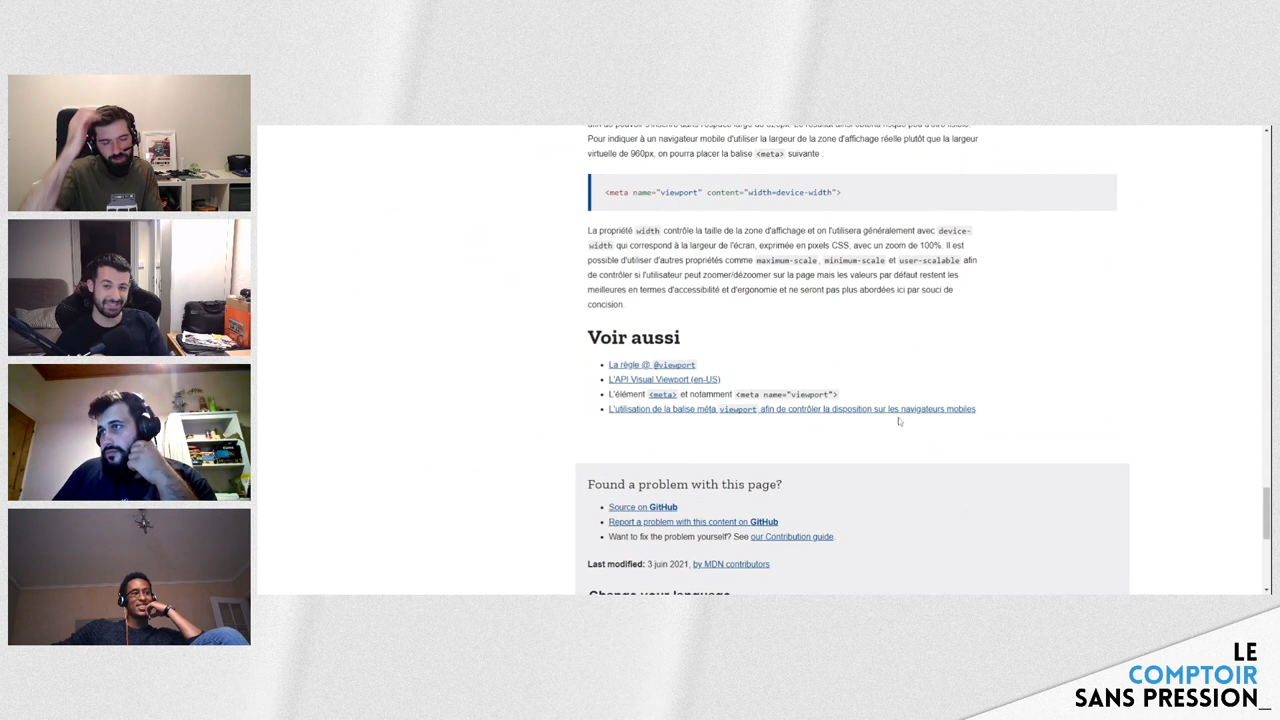 Pour indiquer à un navigateur mobile d'utiliser la largeur de la zone d'affichage réelle plutôt que la largeur
virtuelle de 960px, on pourra placer la balise <meta> suivante :
<meta name="viewport" content="width=device-width">
La propriété width contrôle la taille de la zone d'affichage et on l'utilisera généralement avec device-
width qui correspond à la largeur de l'écran, exprimée en pixels CSS, avec un zoom de 100%. Il est
possible d'utiliser d'autres propriétés comme maximum-scale, minimum-scale et user-scalable afin
de contrôler si l'utilisateur peut zoomer/dézoomer sur la page mais les valeurs par défaut restent les
meilleures en termes d'accessibilité et d'ergonomie et ne seront pas plus abordées ici par souci de
concision.
Voir aussi
La règle @ @viewport
L'API Visual Viewport (en-US)
L'élément <meta> et notamment <meta name="viewport">
L'utilisation de la balise méta viewport afin de contrôler la disposition sur les navigateurs mobiles
Found a problem with this page?
Source on GitHub
Report a problem with this content on GitHub
Want to fix the problem yourself? See our Contribution guide.
Last modified: 3 juin 2021, by MDN contributors
Change your language
LE
COMPTOIR
SANS PRESSION_